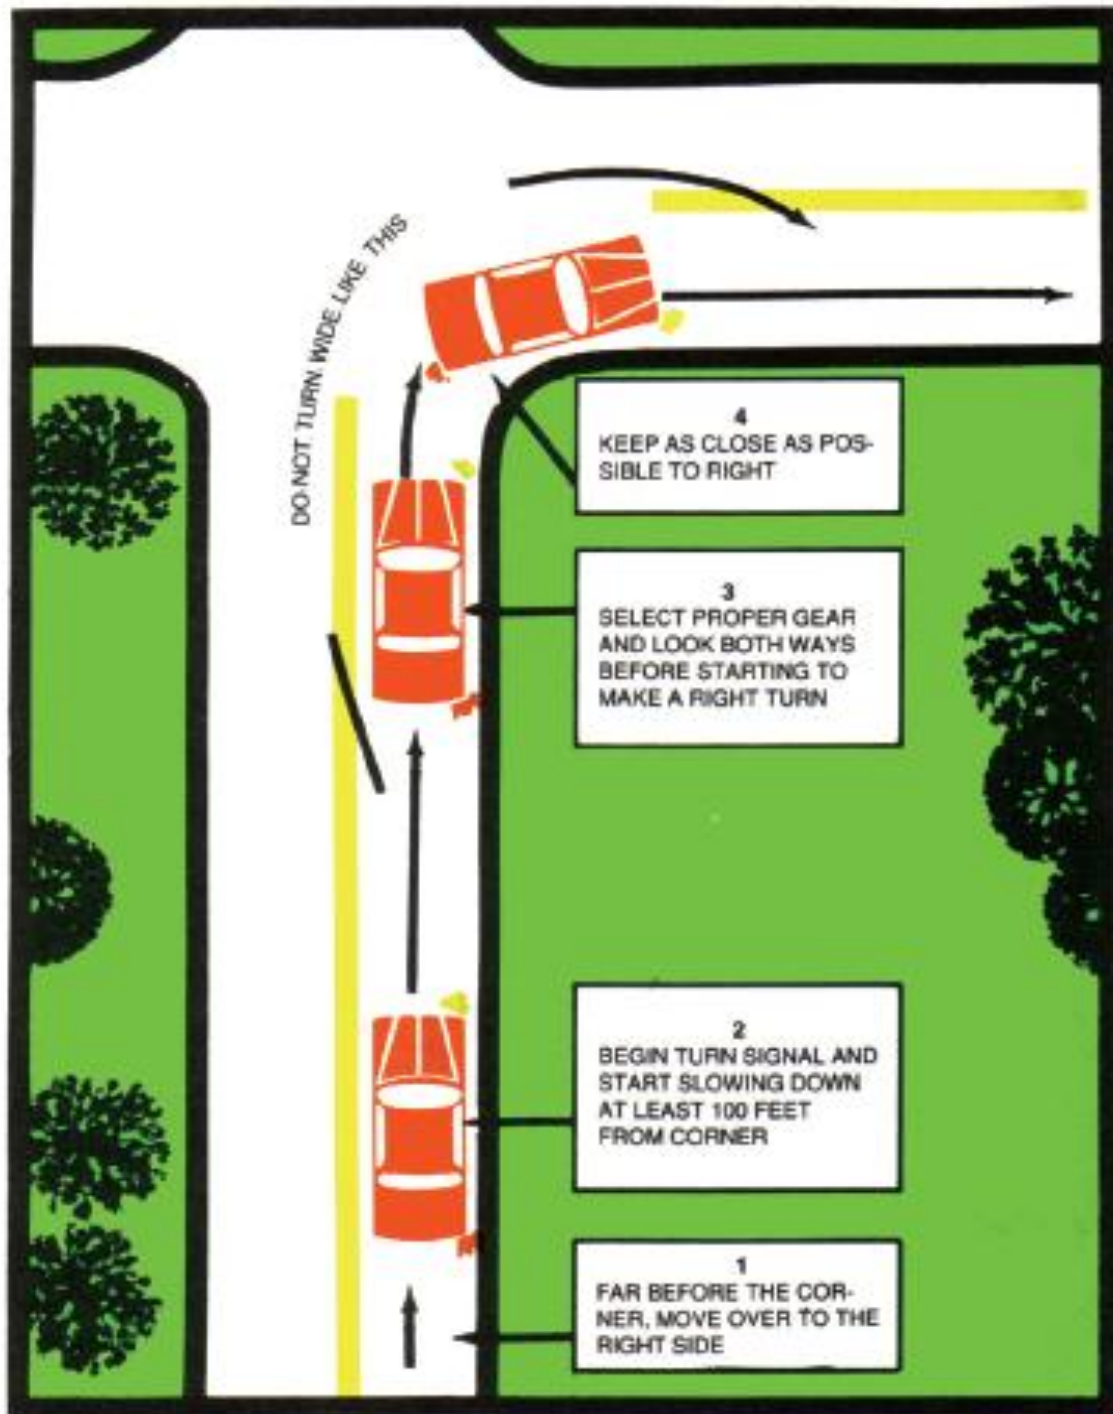 DO NOT TURN WIDE LIKE THIS
4
KEEP AS CLOSE AS POS-
SIBLE TO RIGHT
3
SELECT PROPER GEAR
AND LOOK BOTH WAYS
BEFORE STARTING TO
MAKE A RIGHT TURN
2
BEGIN TURN SIGNAL AND
START SLOWING DOWN
AT LEAST 100 FEET
FROM CORNER
1
FAR BEFORE THE COR-
NER, MOVE OVER TO THE
RIGHT SIDE